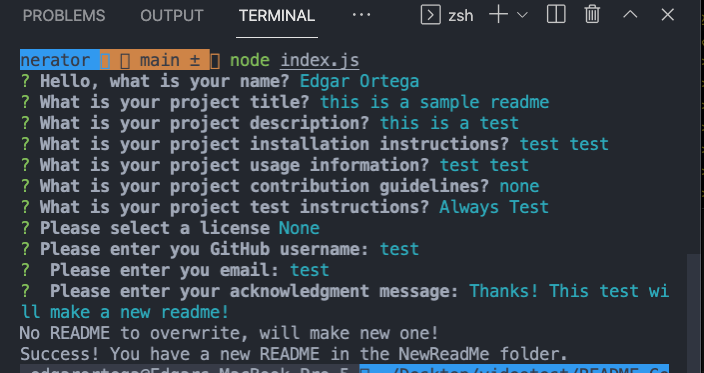 PROBLEMS OUTPUT TERMINAL ... zsh
nerator main ± node index.js
? Hello, what is your name? Edgar Ortega
? What is your project title? this is a sample readme
? What is your project description? this is a test
? What is your project installation instructions? test test
? What is your project usage information? test test
? What is your project contribution guidelines? none
? What is your project test instructions? Always Test
? Please select a license None
? Please enter you GitHub username: test
? Please enter you email: test
? Please enter your acknowledgment message: Thanks! This test wi
ll make a new readme!
No README to overwrite, will make new one!
Success! You have a new README in the NewReadMe folder.